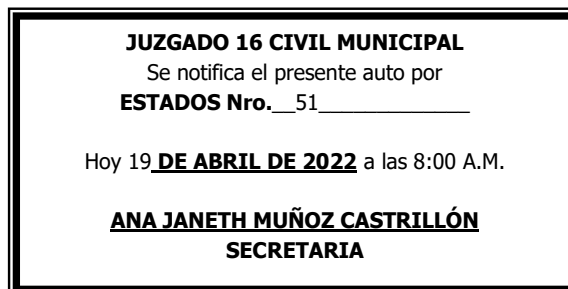 JUZGADO 16 CIVIL MUNICIPAL
Se notifica el presente auto por
ESTADOS Nro.__51_____________
Hoy 19 DE ABRIL DE 2022 a las 8:00 A.M.
ANA JANETH MUÑOZ CASTRILLÓN
SECRETARIA